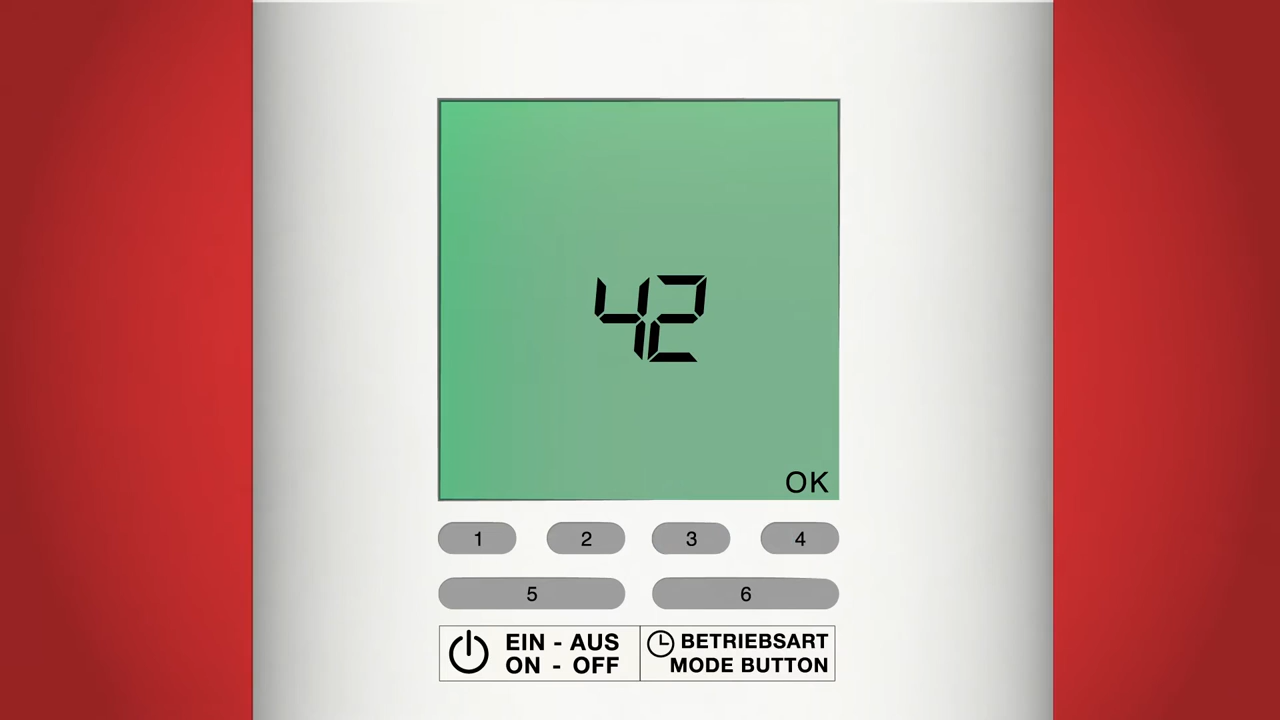 42
OK
1 2 3 4
5 6
EIN - AUS
ON - OFF
BETRIEBSART
MODE BUTTON